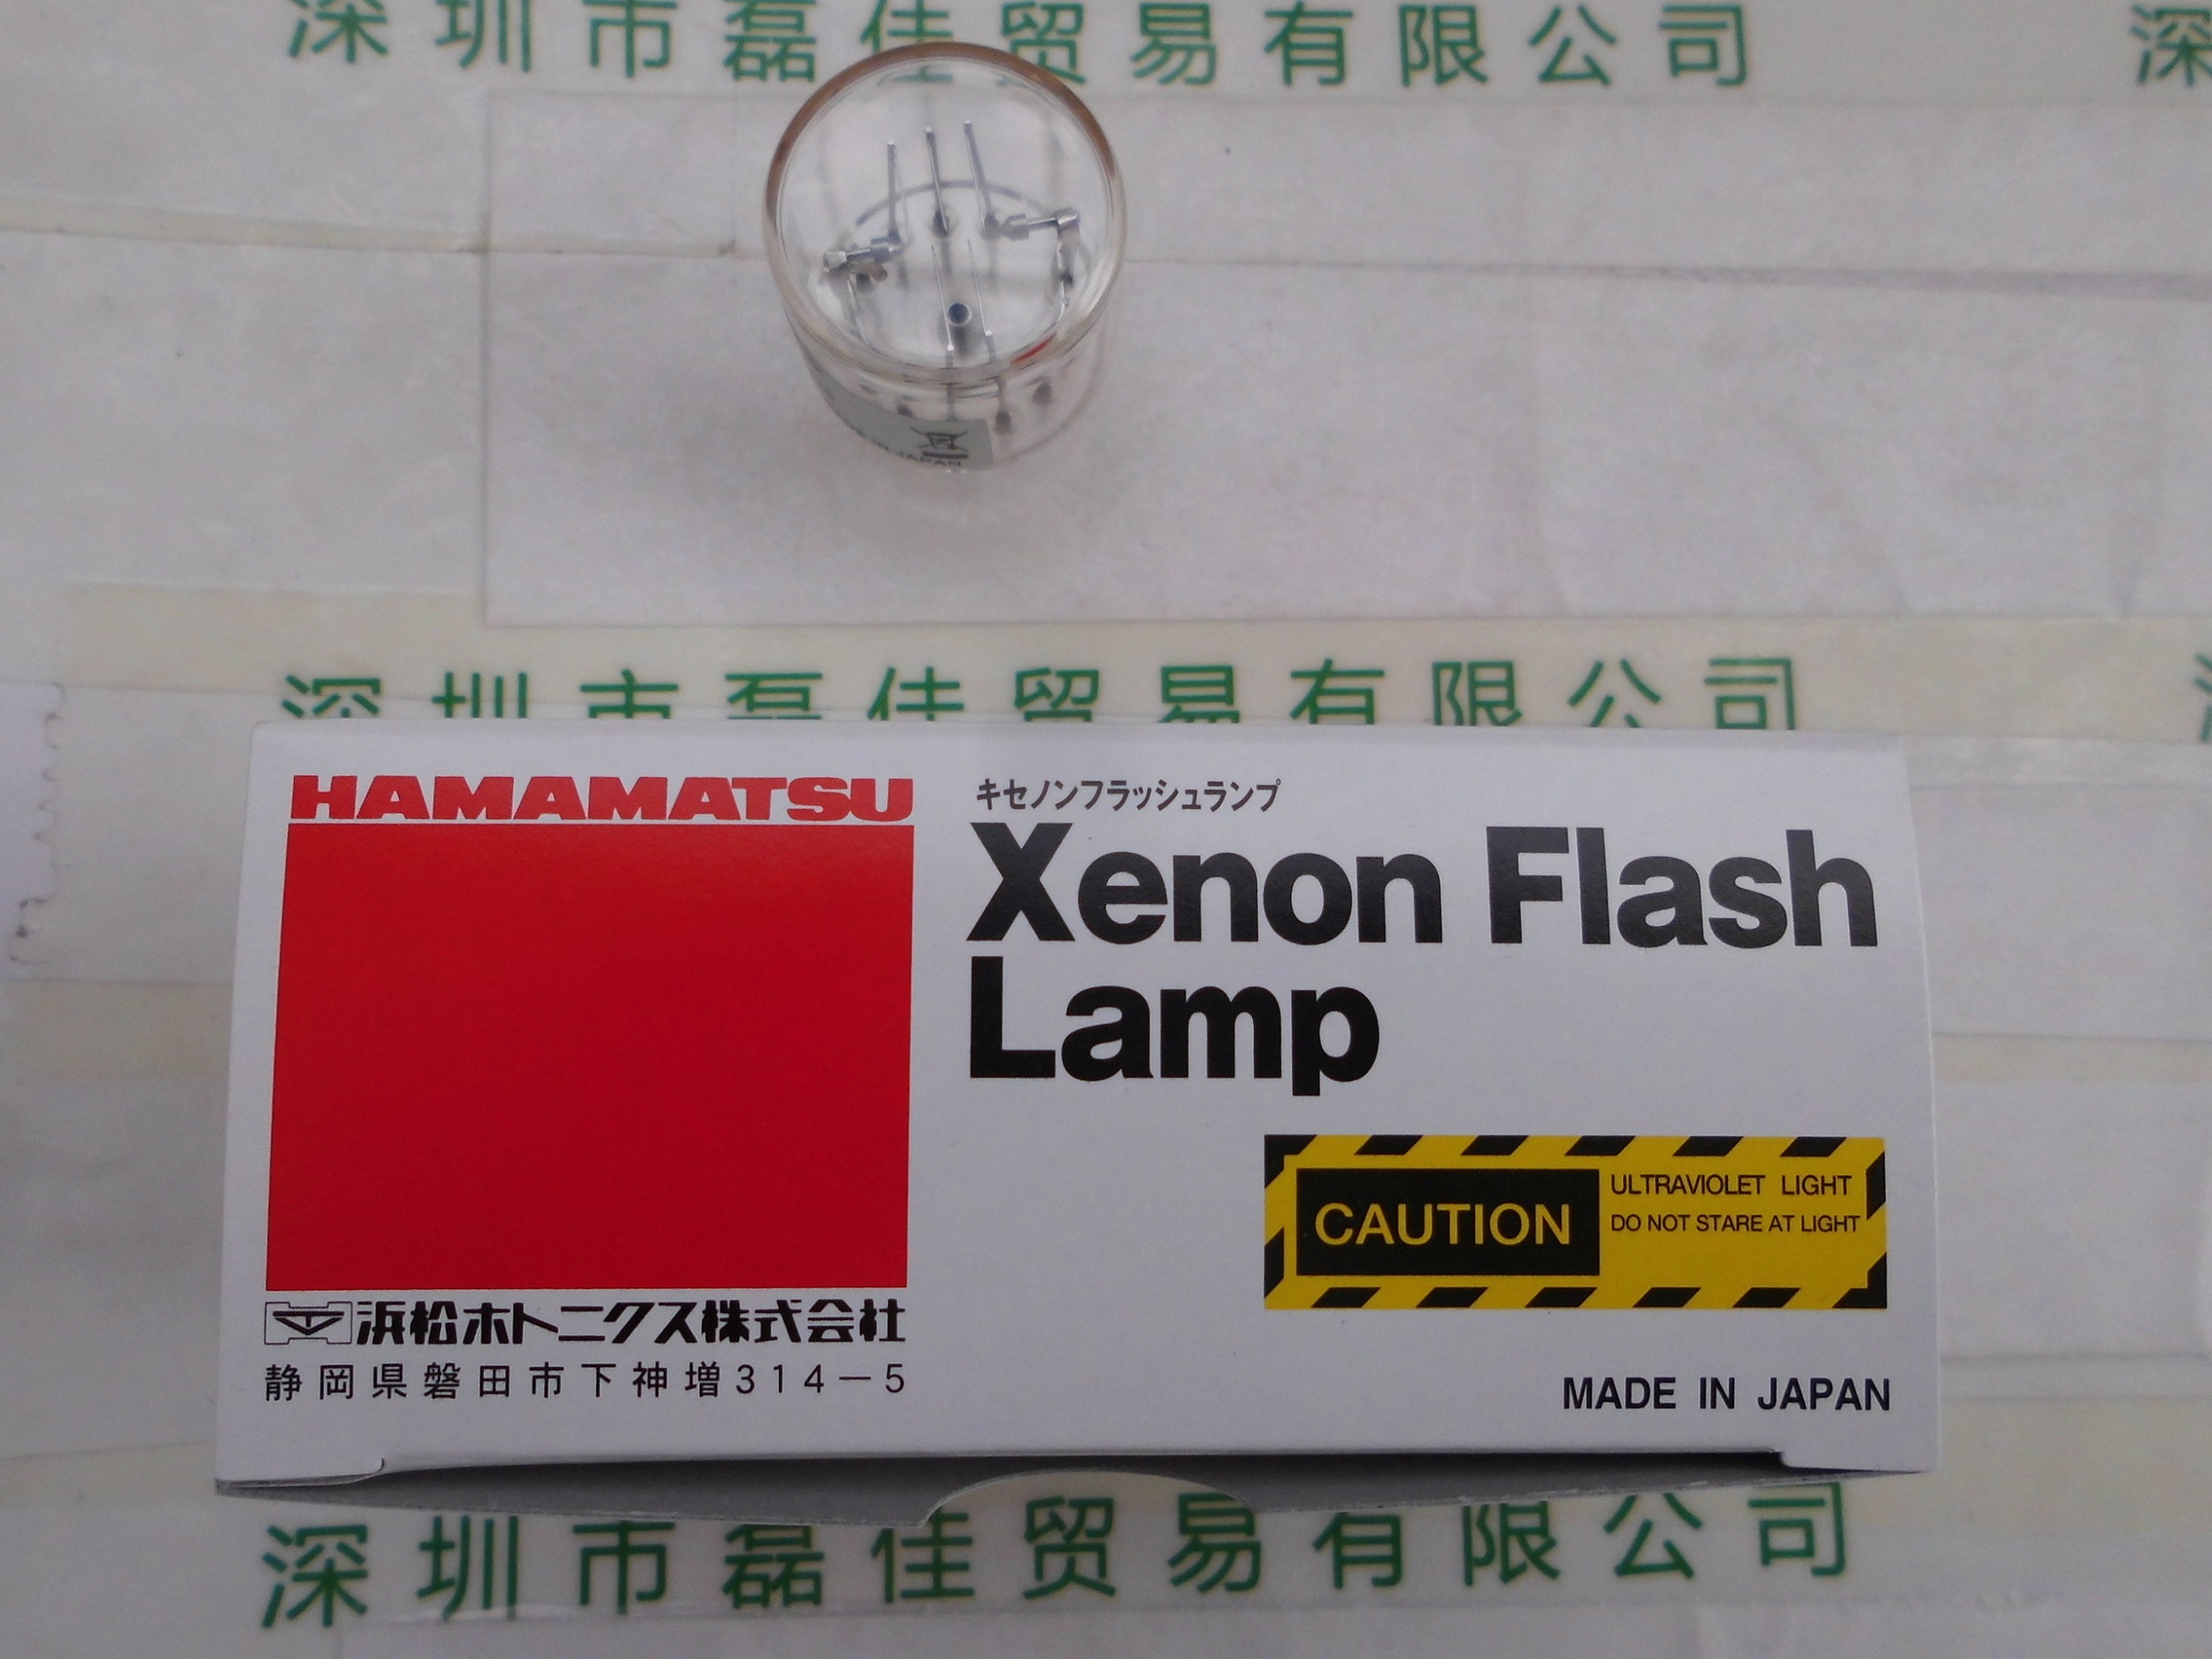 深圳市磊佳贸易有限公司 深
IN JAPAN
深圳市磊佳贸易有限公司
HAMAMATSU
キセノンフラッシュランプ
Xenon Flash
Lamp
CAUTION
ULTRAVIOLET LIGHT
DO NOT STARE AT LIGHT
浜松ホトニクス株式会社
静岡県磐田市下神増314-5
MADE IN JAPAN
深圳市磊佳贸易有限公司